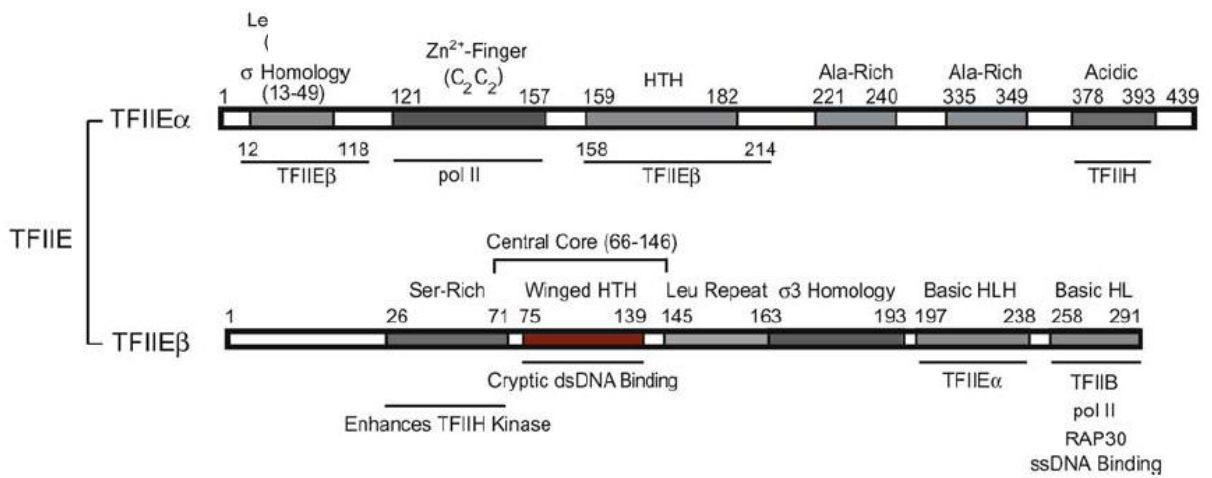 Le
(
σ Homology
(13-49)
Zn²⁺-Finger
(C₂C₂)
HTH
Ala-Rich
Ala-Rich
Acidic
1 121 157 159 182 221 240 335 349 378 393 439
TFIIEα
12 118 158 214
TFIIEβ
pol II
TFIIEβ
TFIIH
TFIIE
Central Core (66-146)
Ser-Rich
Winged HTH
Leu Repeat
σ3 Homology
Basic HLH
Basic HL
1 26 71 75 139 145 163 193 197 238 258 291
TFIIEβ
Cryptic dsDNA Binding
TFIIEα
TFIIB
Enhances TFIIH Kinase
pol II
RAP30
ssDNA Binding